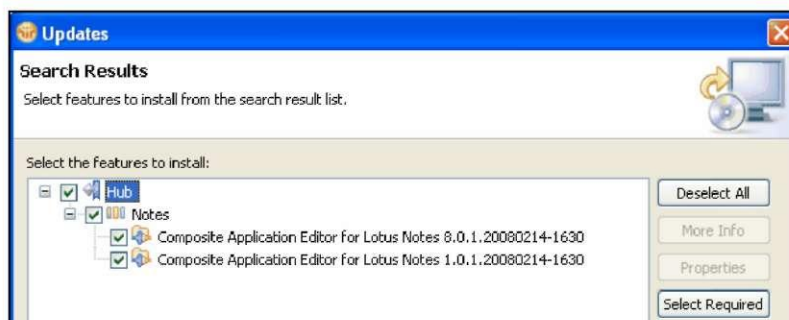 Updates
Search Results
Select features to install from the search result list.
Select the features to install:
Hub
Notes
Composite Application Editor for Lotus Notes 8.0.1.20080214-1630
Composite Application Editor for Lotus Notes 1.0.1.20080214-1630
Deselect All
More Info
Properties
Select Required